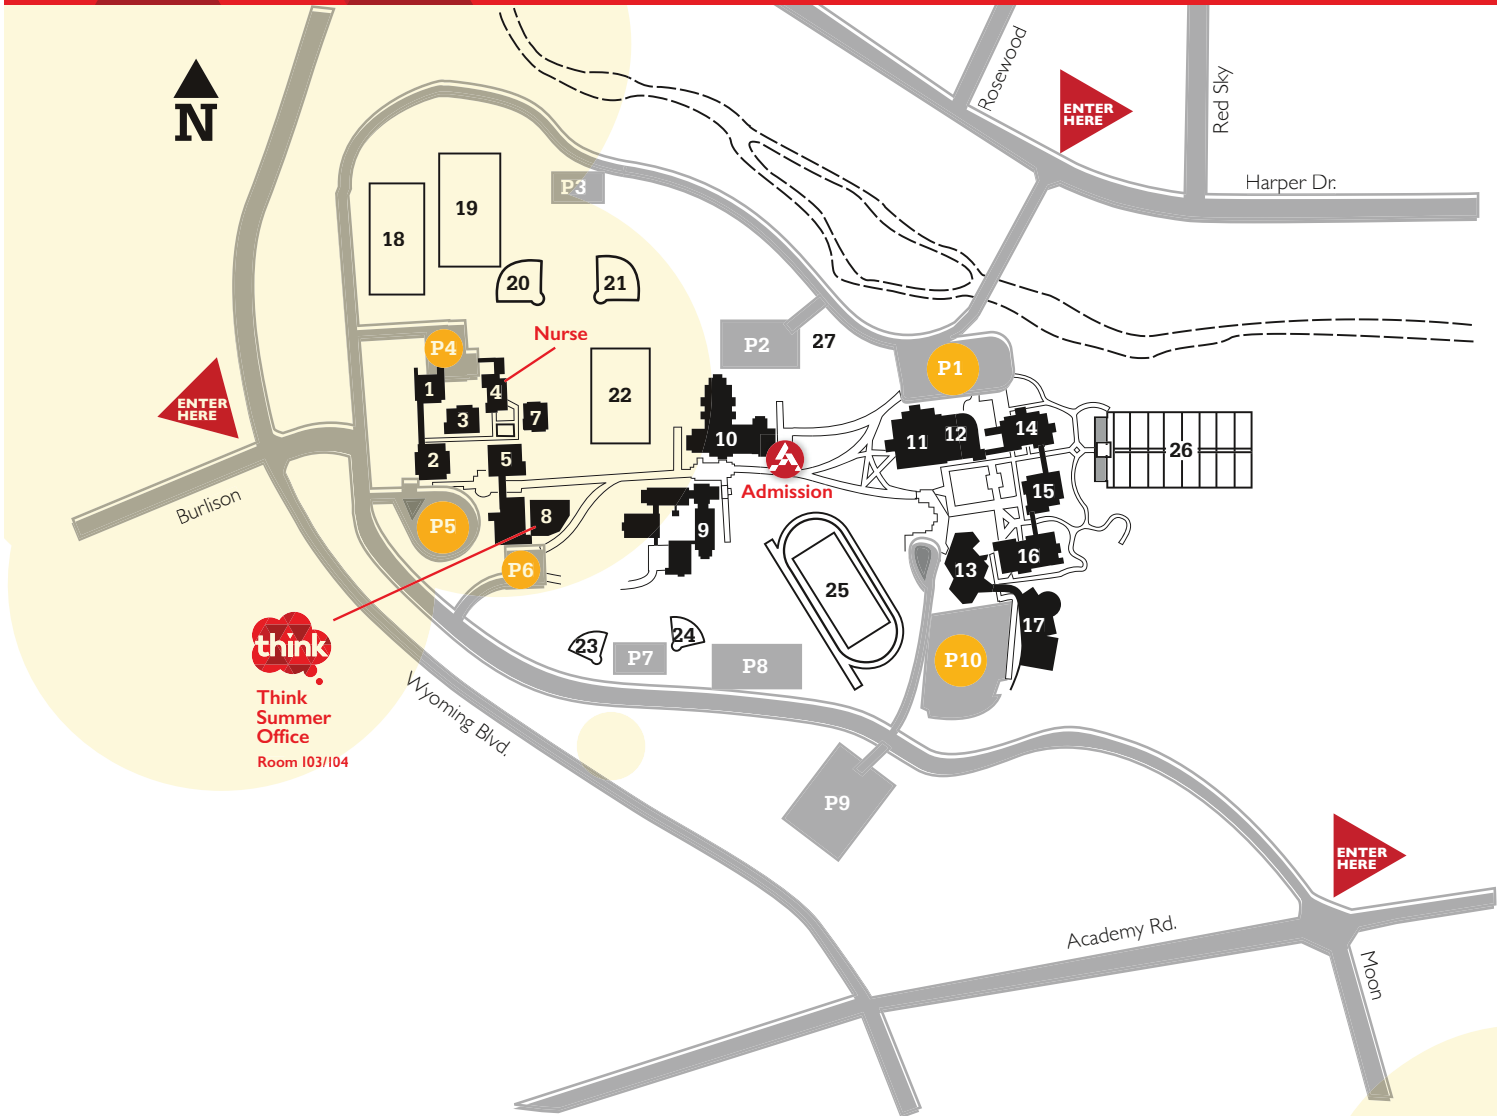 Rosewood
Red Sky
ENTER
HERE
N
Harper Dr.
P3
19
18
20
21
Nurse
P4
P2
27
P1
1
4
22
3
7
ENTER
HERE
10
11
12
14
26
2
5
Admission
15
Burlison
P5
8
9
16
P6
13
25
think
23
24
17
P7
P8
P10
Think
Summer
Office
Room 103/104
Wyoming Blvd.
P9
ENTER
HERE
Academy Rd.
Moon